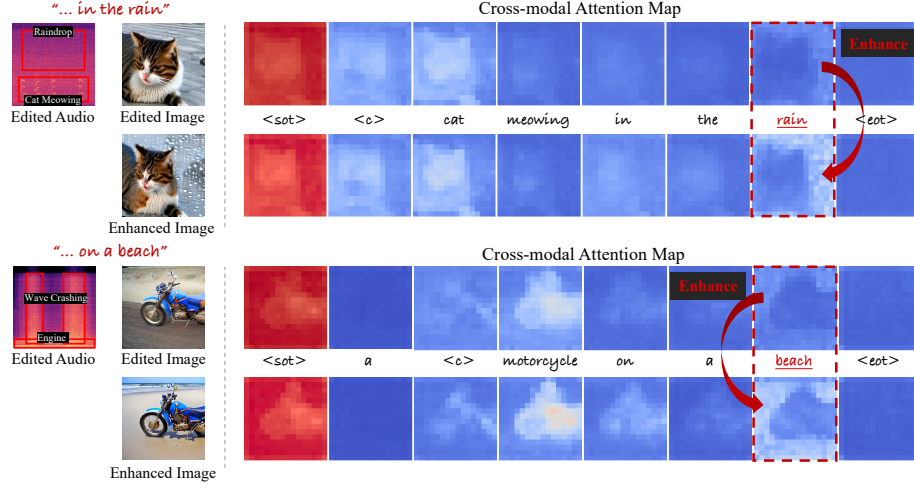 "... in the rain"
Cross-modal Attention Map
Raindrop
Cat Meowing
Enhance
Edited Audio
Edited Image
<sot> <c> cat meowing in the rain <eot>
Enhanced Image
"... on a beach"
Cross-modal Attention Map
Wave Crashing
Engine
Enhance
Edited Audio
Edited Image
<sot> a <c> motorcycle on a beach <eot>
Enhanced Image